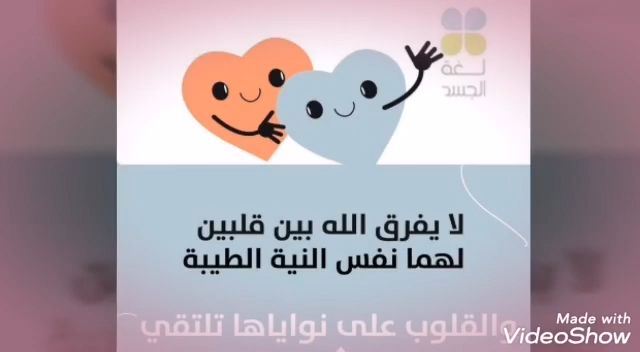 لغة
الجسد
لا يفرق الله بين قلبين
لهما نفس النية الطيبة
والقلوب على نواياها تلتقي
Made with
VideoShow